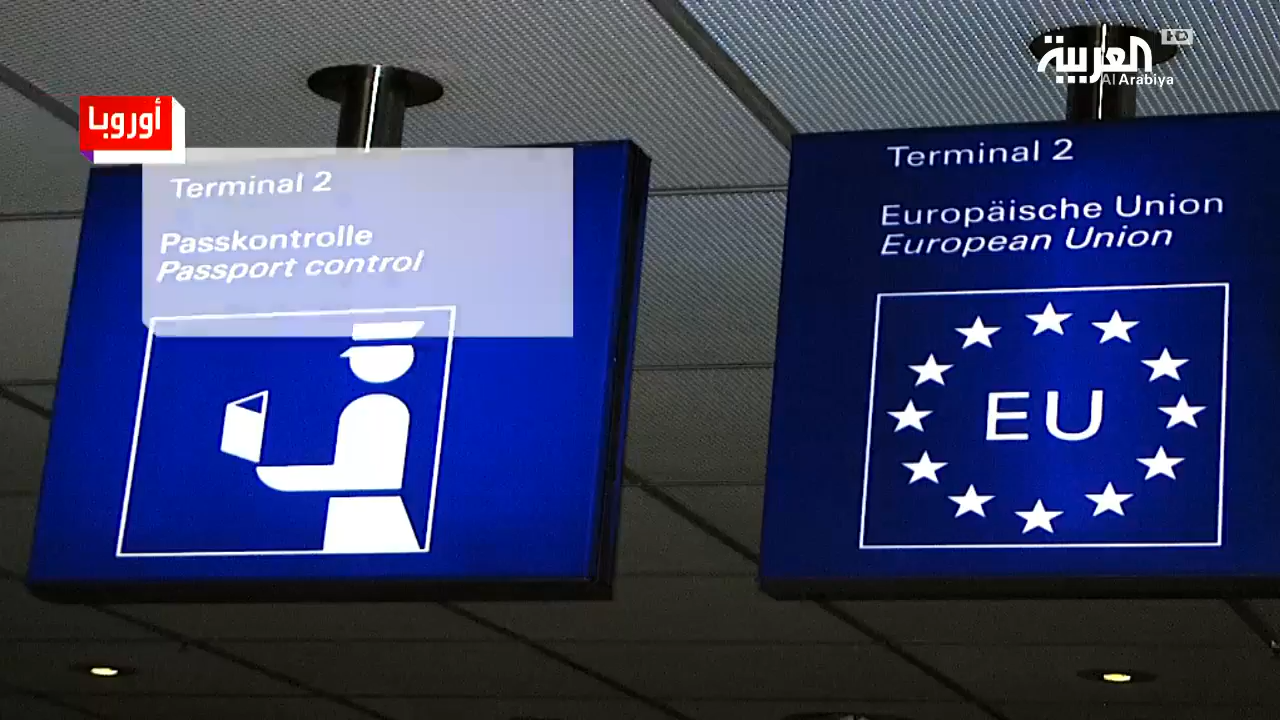 العربية
HD
Al Arabiya
أوروبا
Terminal 2
Passkontrolle
Passport control
Terminal 2
Europäische Union
European Union
EU